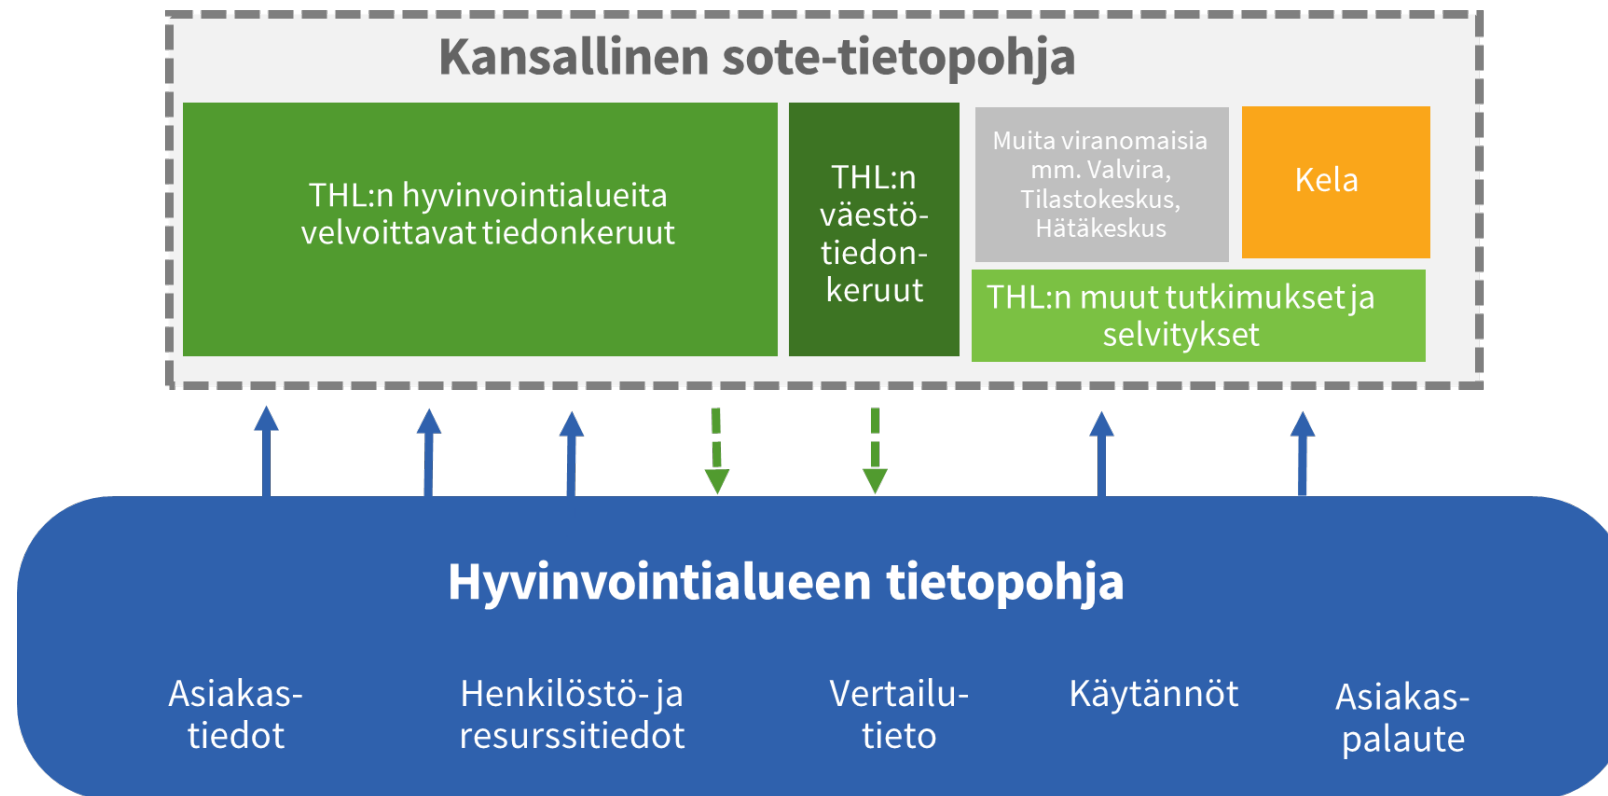 Kansallinen sote-tietopohja
THL:n hyvinvointialueita
velvoittavat tiedonkeruut
THL:n
väestö-
tiedon-
keruut
Muita viranomaisia
mm. Valvira,
Tilastokeskus,
Hätäkeskus
Kela
THL:n muut tutkimukset ja
selvitykset
Hyvinvointialueen tietopohja
Asiakas-
tiedot
Henkilöstö- ja
resurssitiedot
Vertailu-
tieto
Käytännöt
Asiakas-
palaute